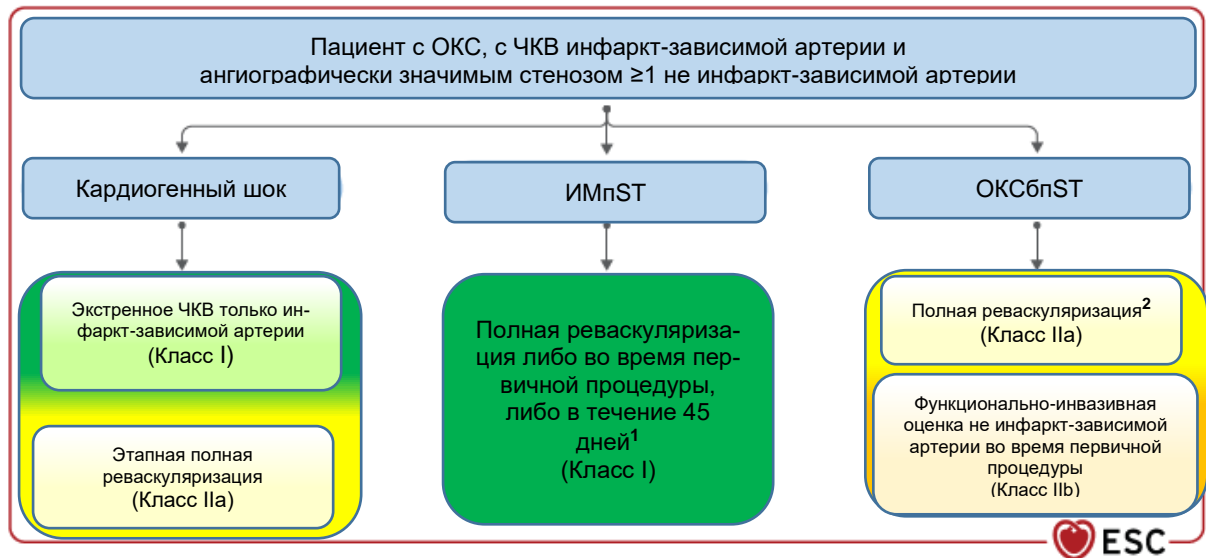 Пациент с ОКС, с ЧКВ инфаркт-зависимой артерии и
ангиографически значимым стенозом ≥1 не инфаркт-зависимой артерии
Кардиогенный шок
ИМпST
ОКСбпST
Экстренное ЧКВ только ин-
фаркт-зависимой артерии
(Класс I)
Этапная полная
реваскуляризация
(Класс IIa)
Полная реваскуляриза-
ция либо во время пер-
вичной процедуры,
либо в течение 45
дней¹
(Класс I)
Полная реваскуляризация²
(Класс IIa)
Функционально-инвазивная
оценка не инфаркт-зависимой
артерии во время первичной
процедуры
(Класс IIb)
ESC